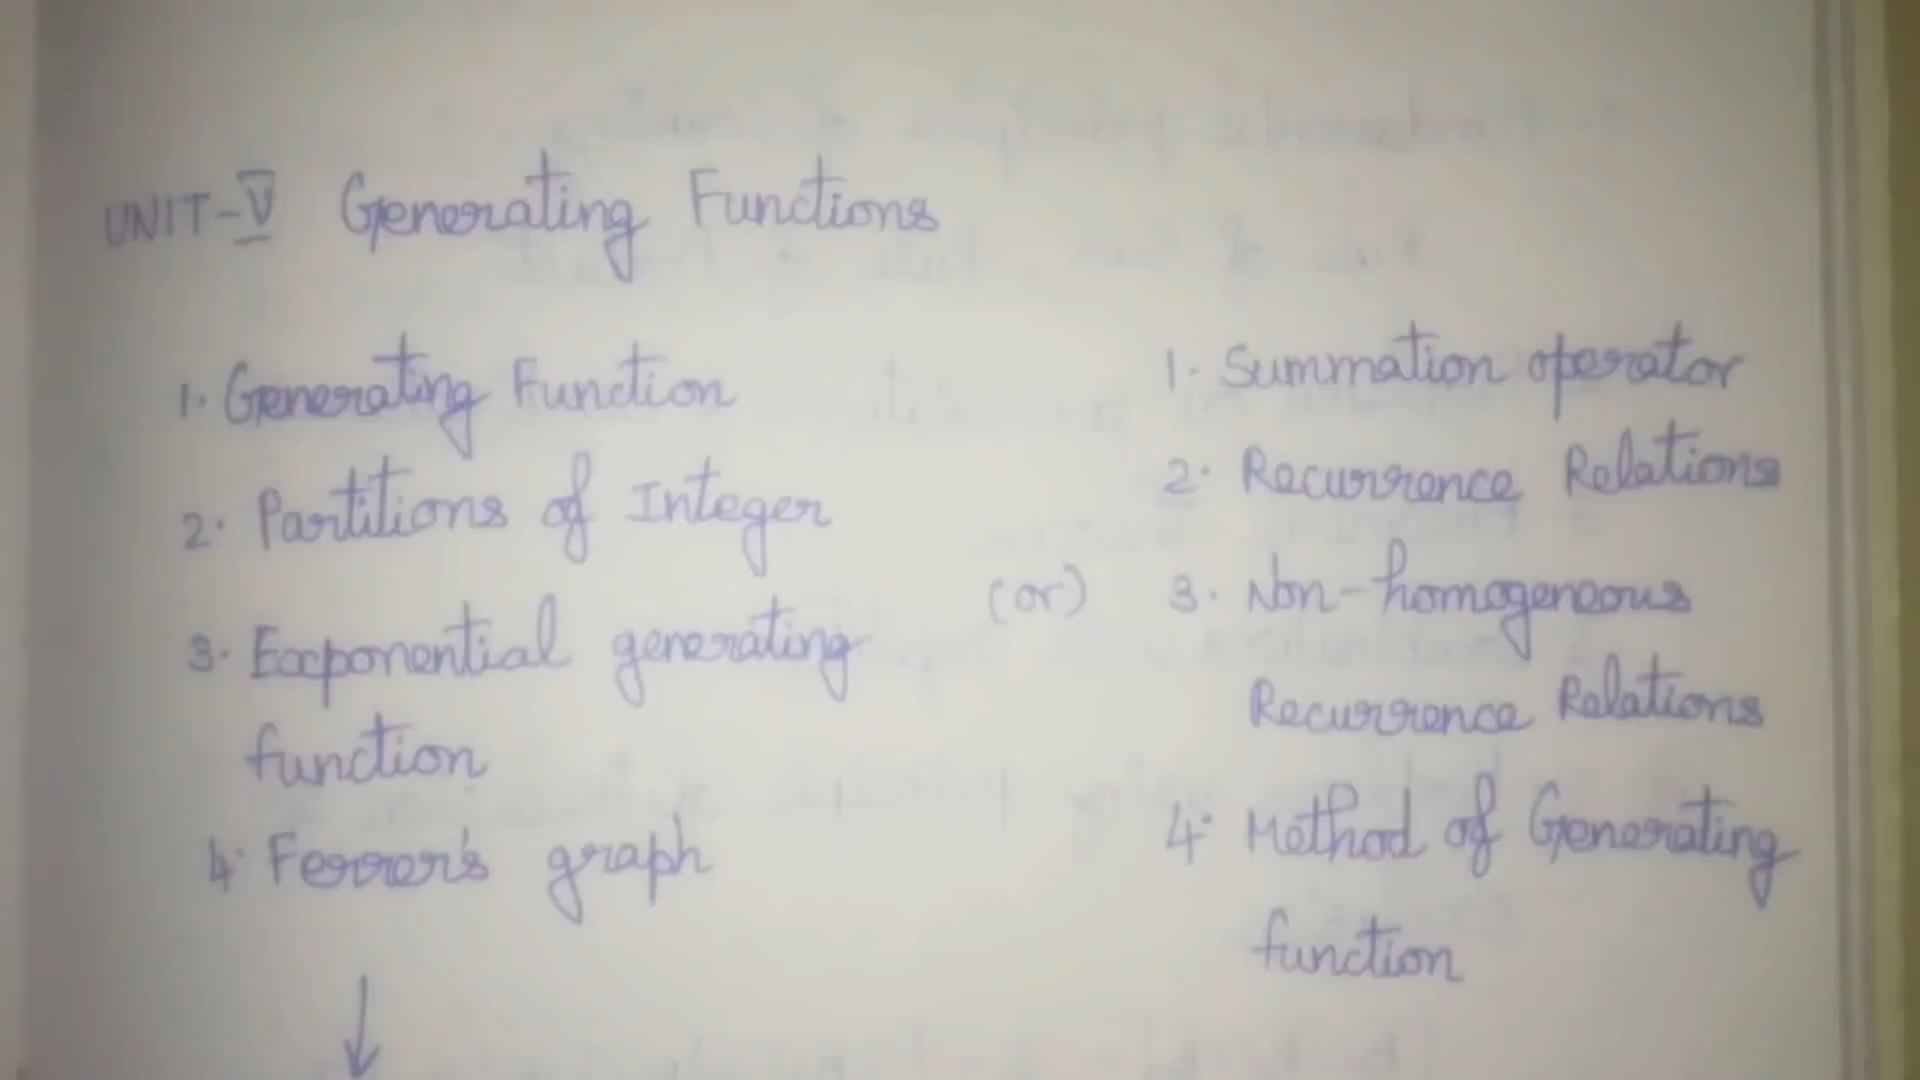 UNIT-V Generating Functions
1. Generating Function
2. Partitions of Integer
3. Exponential generating
function
4. Ferrer's graph
(or)
1. Summation operator
2. Recurrence Relations
3. Non-homogeneous
Recurrence Relations
4. Method of Generating
function